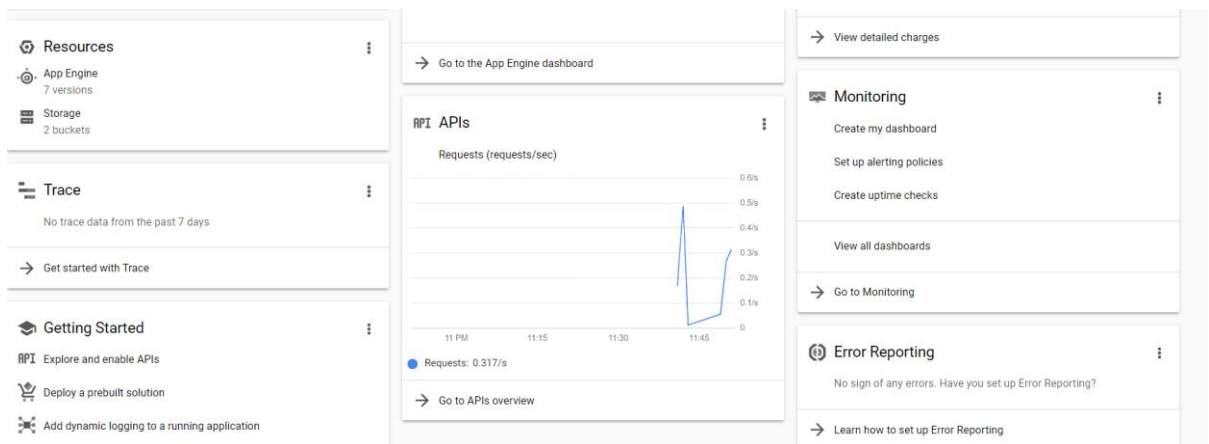 Resources
App Engine
7 versions
Storage
2 buckets
Trace
No trace data from the past 7 days
Get started with Trace
Getting Started
API Explore and enable APIs
Deploy a prebuilt solution
Add dynamic logging to a running application
Go to the App Engine dashboard
API APIs
Requests (requests/sec)
0.6/s
0.5/s
0.4/s
0.3/s
0.2/s
0.1/s
0
11 PM 11:15 11:30 11:45
Requests: 0.317/s
Go to APIs overview
View detailed charges
Monitoring
Create my dashboard
Set up alerting policies
Create uptime checks
View all dashboards
Go to Monitoring
Error Reporting
No sign of any errors. Have you set up Error Reporting?
Learn how to set up Error Reporting